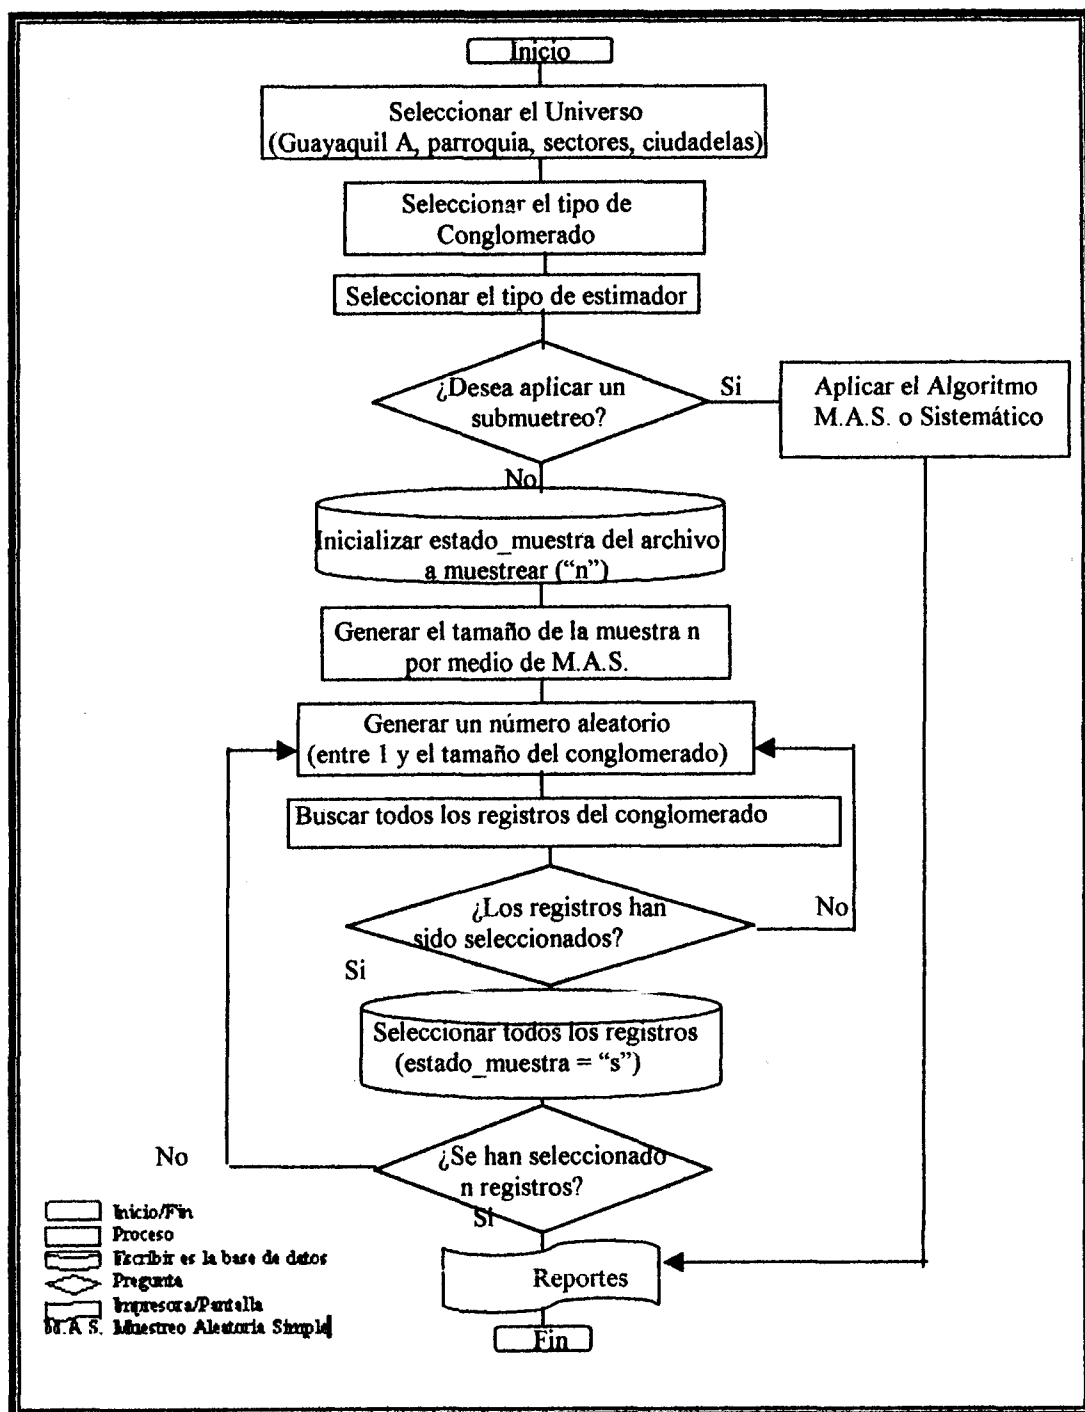 Inicio
Seleccionar el Universo
(Guayaquil A, parroquia, sectores, ciudadelas)
Seleccionar el tipo de
Conglomerado
Seleccionar el tipo de estimador
¿Desea aplicar un
submuetreo?
Si
Aplicar el Algoritmo
M.A.S. o Sistemático
No
Inicializar estado_muestra del archivo
a muestrear (“n”)
Generar el tamaño de la muestra n
por medio de M.A.S.
Generar un número aleatorio
(entre 1 y el tamaño del conglomerado)
Buscar todos los registros del conglomerado
¿Los registros han
sido seleccionados?
No
Si
Seleccionar todos los registros
(estado_muestra = “s”)
¿Se han seleccionado
n registros?
No
Si
Reportes
Fin
Inicio/Fin
Proceso
Escribir es la base de datos
Pregunta
Impresora/Pantalla
M.A.S. Muestreo Aleatoria Simple